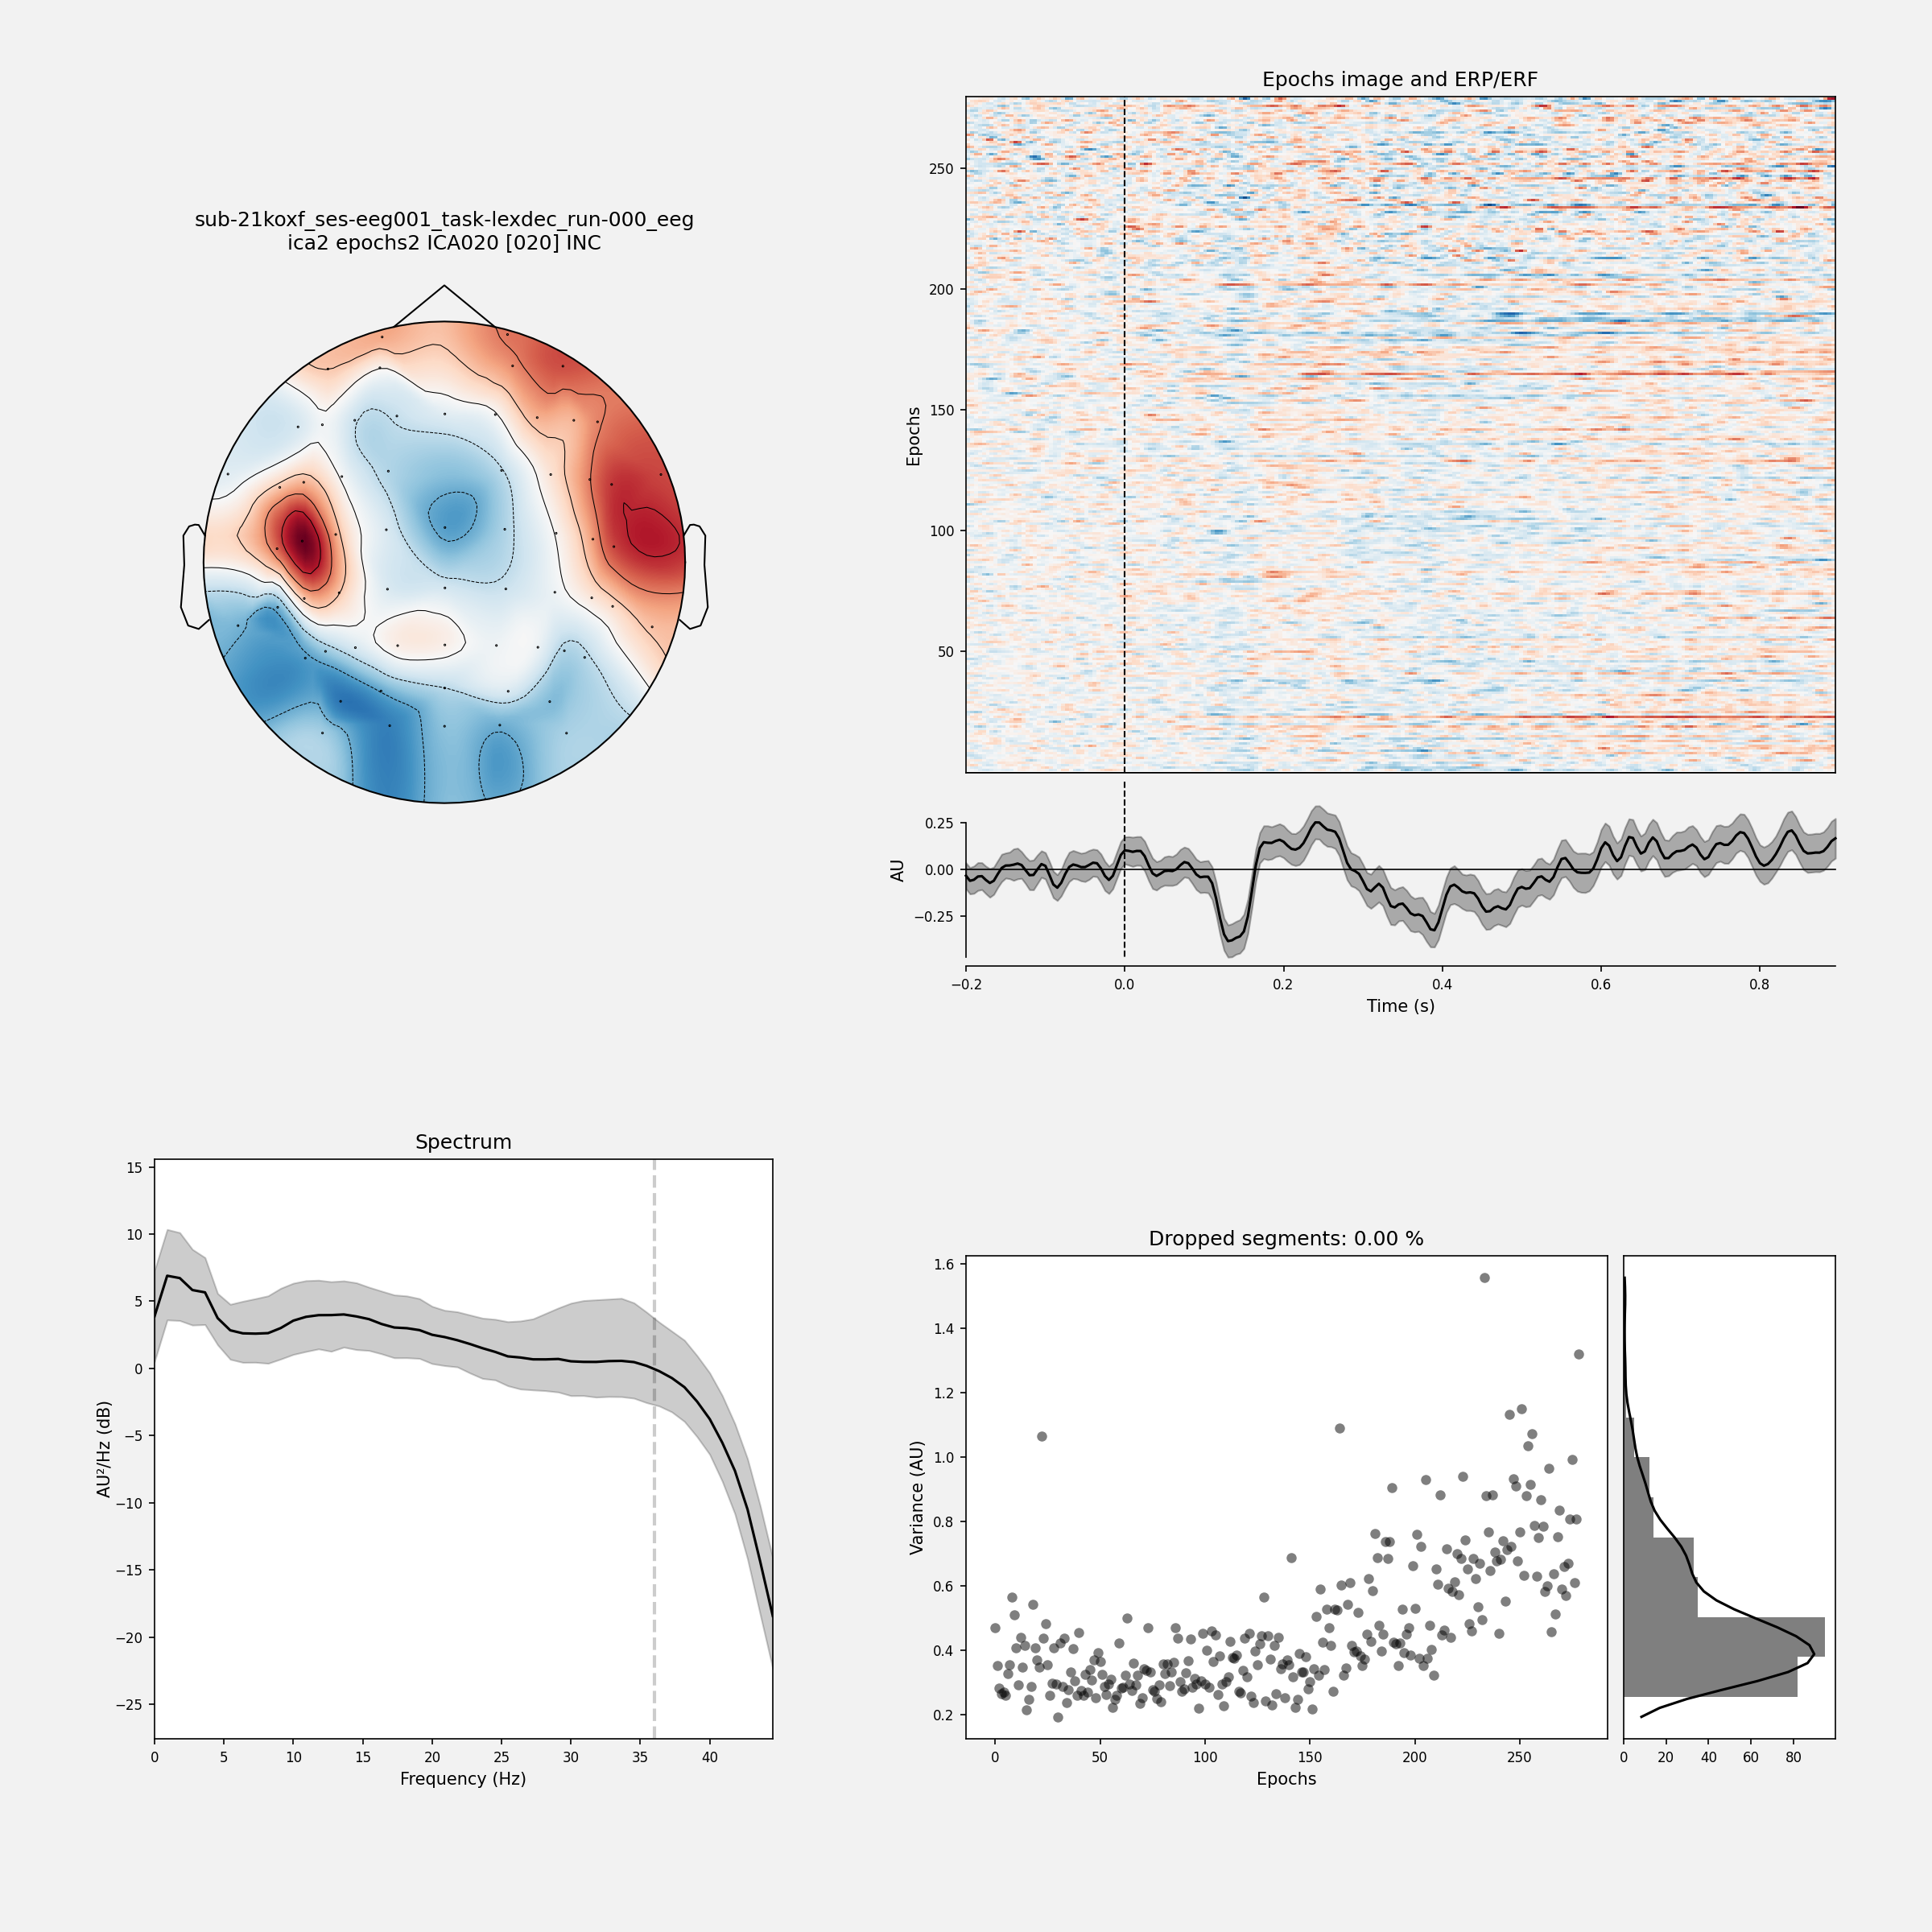 sub-21koxf_ses-eeg001_task-lexdec_run-000_eeg
ica2 epochs2 ICA020 [020] INC
Epochs image and ERP/ERF
250
200
150
100
50
Epochs
0.25
0.00
−0.25
AU
−0.2 0.0 0.2 0.4 0.6 0.8
Time (s)
Spectrum
15
10
5
0
−5
−10
−15
−20
−25
AU²/Hz (dB)
0 5 10 15 20 25 30 35 40
Frequency (Hz)
Dropped segments: 0.00 %
1.6
1.4
1.2
1.0
0.8
0.6
0.4
0.2
Variance (AU)
0 50 100 150 200 250
Epochs
0 20 40 60 80